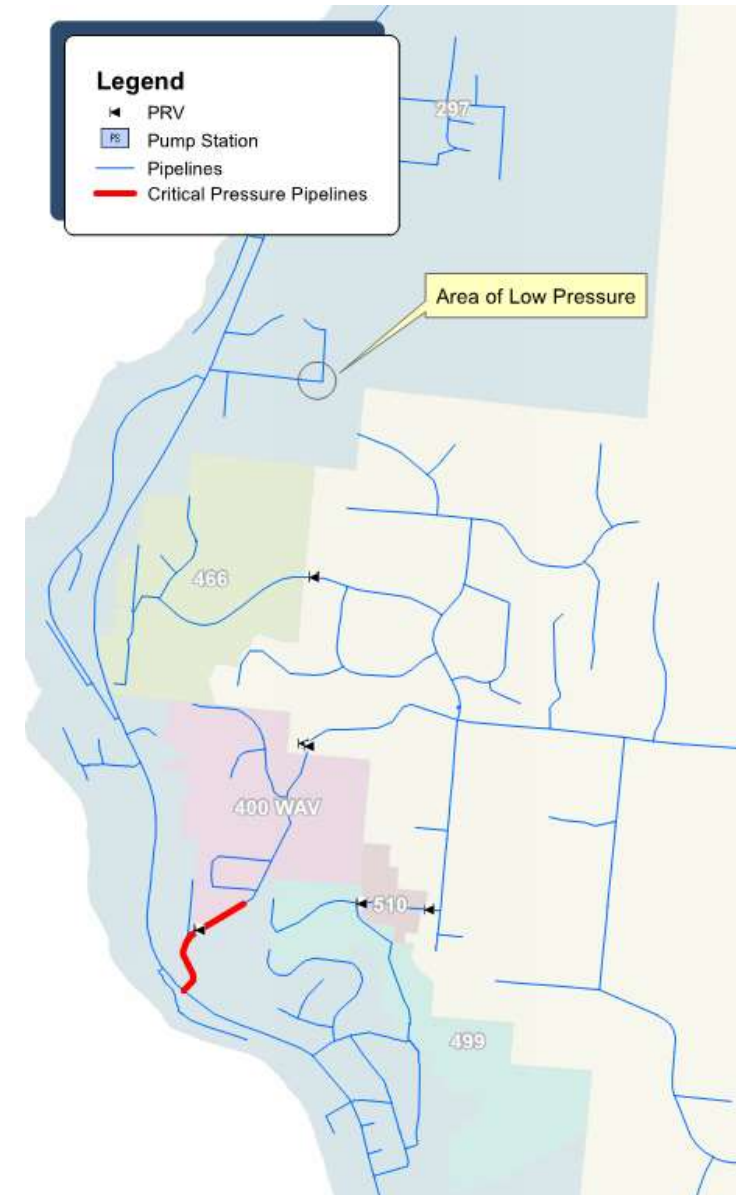 Legend
PRV
PS Pump Station
Pipelines
Critical Pressure Pipelines
297
Area of Low Pressure
466
400 WAV
510
499